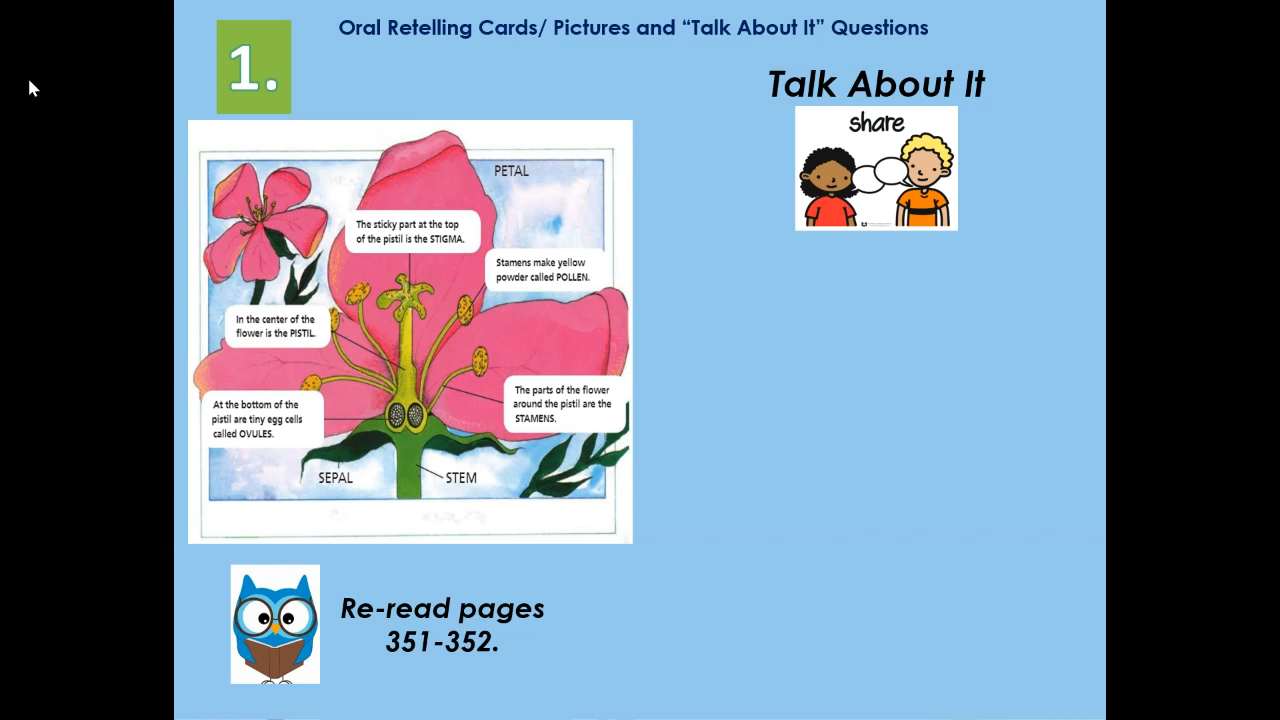 Oral Retelling Cards/ Pictures and “Talk About It” Questions
1.
Talk About It
share
PETAL
The sticky part at the top
of the pistil is the STIGMA.
Stamens make yellow
powder called POLLEN.
In the center of the
flower is the PISTIL.
The parts of the flower
around the pistil are the
STAMENS.
At the bottom of the
pistil are tiny egg cells
called OVULES.
SEPAL
STEM
Re-read pages
351-352.